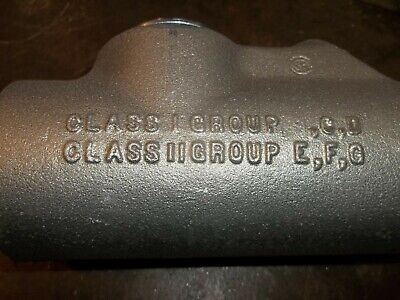 CLASS I GROUP ,C,D
CLASS II GROUP E,F,G